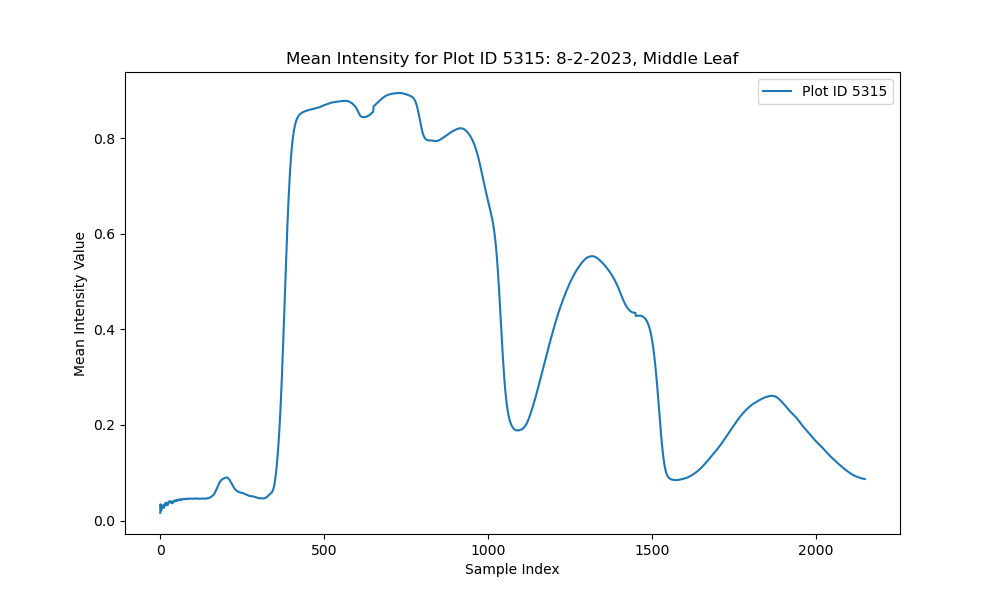 Mean Intensity for Plot ID 5315: 8-2-2023, Middle Leaf
Plot ID 5315
Mean Intensity Value
0.8
0.6
0.4
0.2
0.0
0
500
1000
1500
2000
Sample Index